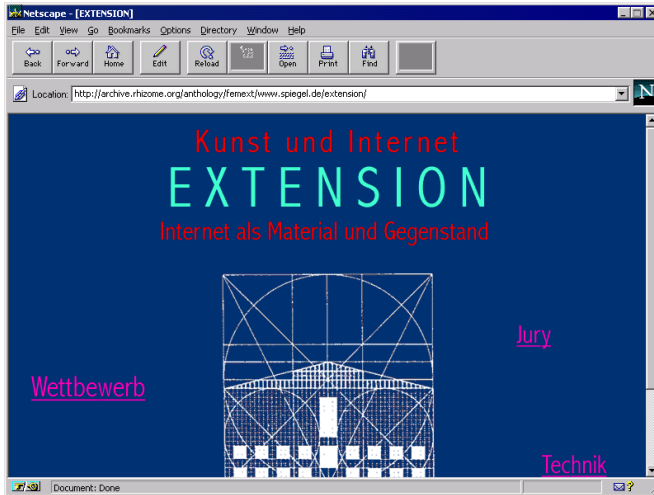 Netscape - [EXTENSION]
File Edit View Go Bookmarks Options Directory Window Help
Back Forward Home Edit Reload Open Print Find
Location: http://archive.rhizome.org/anthology/femext/www.spiegel.de/extension/
N
Kunst und Internet
EXTENSION
Internet als Material und Gegenstand
Jury
Wettbewerb
Technik
Document: Done